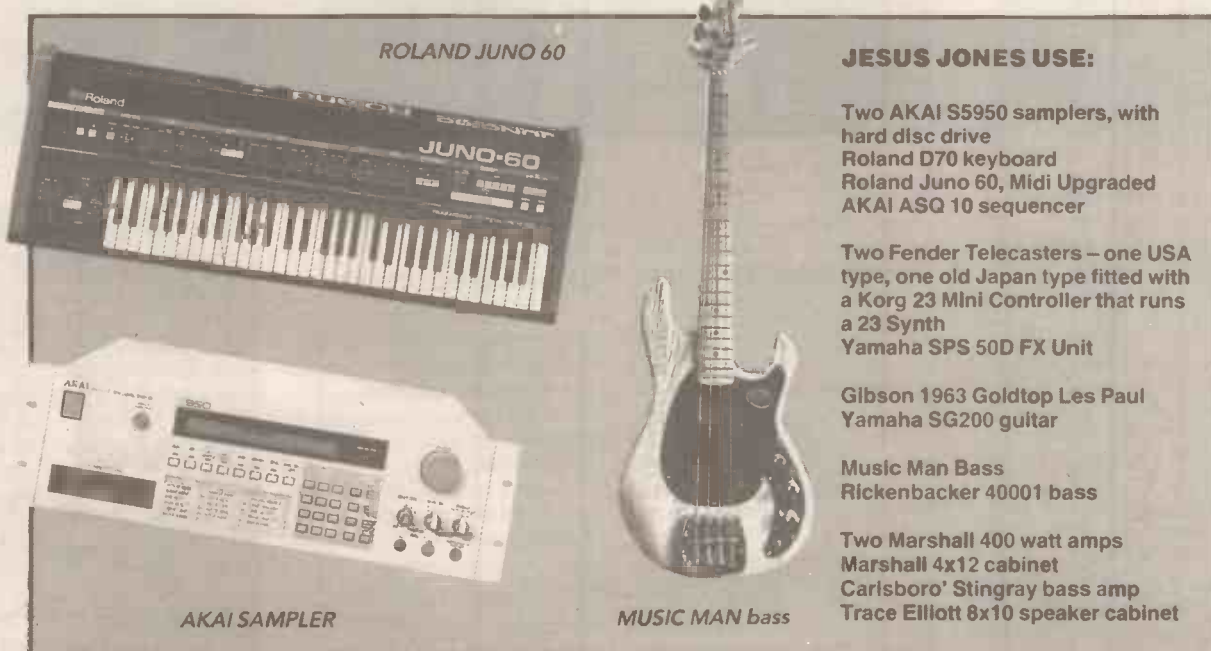 ROLAND JUNO 60
Roland
JUNO-60
AKAI
AKAI SAMPLER
MUSIC MAN bass
JESUS JONES USE:
Two AKAI S5950 samplers, with
hard disc drive
Roland D70 keyboard
Roland Juno 60, Midi Upgraded
AKAI ASQ 10 sequencer
Two Fender Telecasters – one USA
type, one old Japan type fitted with
a Korg 23 Mini Controller that runs
a 23 Synth
Yamaha SPS 50D FX Unit
Gibson 1963 Goldtop Les Paul
Yamaha SG200 guitar
Music Man Bass
Rickenbacker 40001 bass
Two Marshall 400 watt amps
Marshall 4x12 cabinet
Carlsboro' Stingray bass amp
Trace Elliott 8x10 speaker cabinet